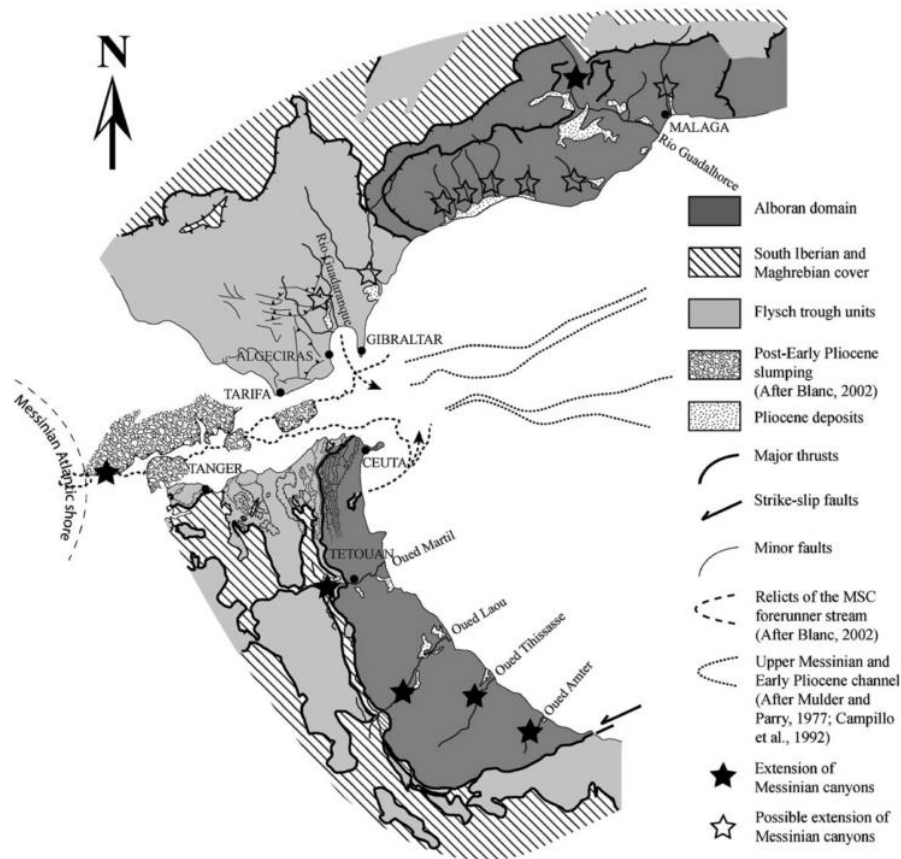 N
MALAGA
Rio Guadalhorce
Rio Guadaranque
GIBRALTAR
ALGECIRAS
TARIFA
Messinian Atlantic shore
TANGER
CEUTA
TETOUAN
Oued Martil
Oued Laou
Oued Tihissasse
Oued Amter
Alboran domain
South Iberian and
Maghrebian cover
Flysch trough units
Post-Early Pliocene
slumping
(After Blanc, 2002)
Pliocene deposits
Major thrusts
Strike-slip faults
Minor faults
Relicts of the MSC
forerunner stream
(After Blanc, 2002)
Upper Messinian and
Early Pliocene channel
(After Mulder and
Parry, 1977; Campillo
et al., 1992)
Extension of
Messinian canyons
Possible extension of
Messinian canyons